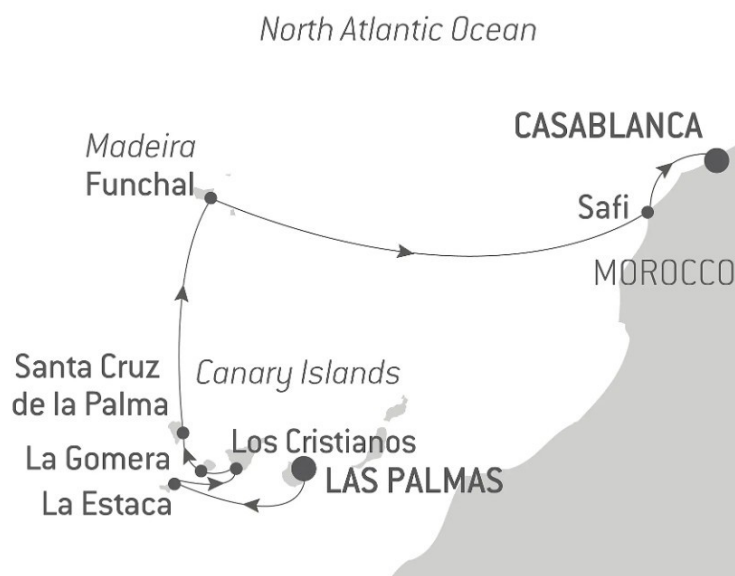 North Atlantic Ocean
CASABLANCA
Madeira
Funchal
Safi
MOROCCO
Santa Cruz
de la Palma
Canary Islands
La Gomera
Los Cristianos
LAS PALMAS
La Estaca